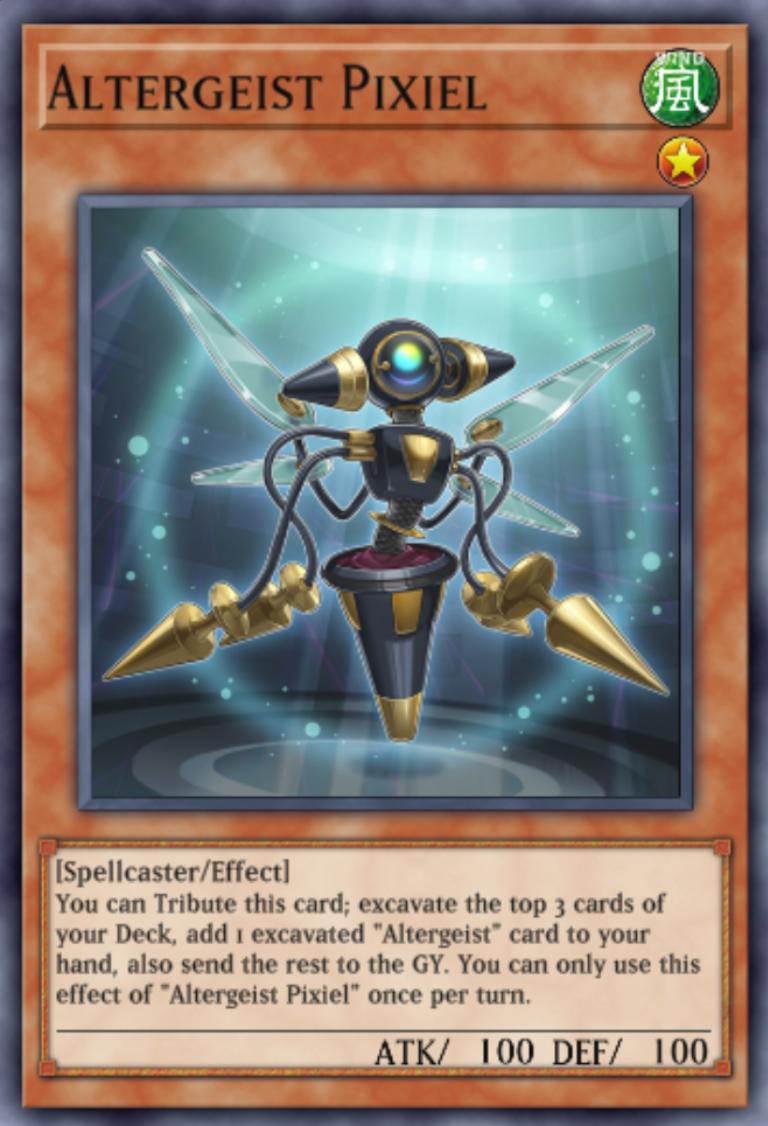 Altergeist Pixiel
WIND
風
[Spellcaster/Effect]
You can Tribute this card; excavate the top 3 cards of
your Deck, add 1 excavated "Altergeist" card to your
hand, also send the rest to the GY. You can only use this
effect of "Altergeist Pixiel" once per turn.
ATK/ 100 DEF/ 100